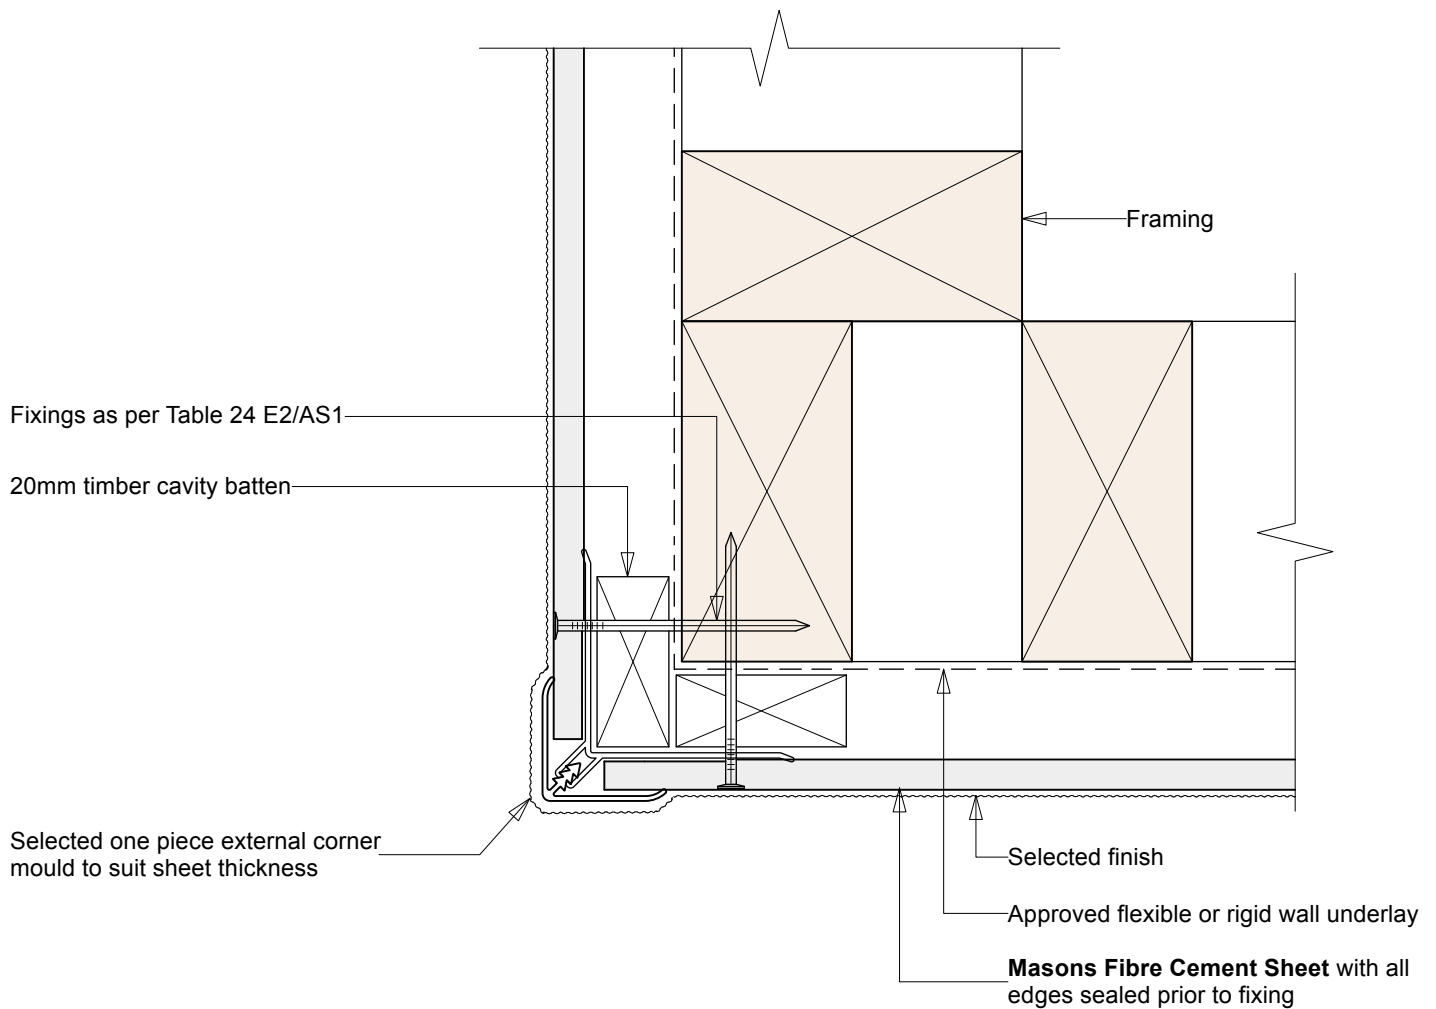 Framing
Fixings as per Table 24 E2/AS1
20mm timber cavity batten
Selected one piece external corner
mould to suit sheet thickness
Selected finish
Approved flexible or rigid wall underlay
Masons Fibre Cement Sheet with all
edges sealed prior to fixing